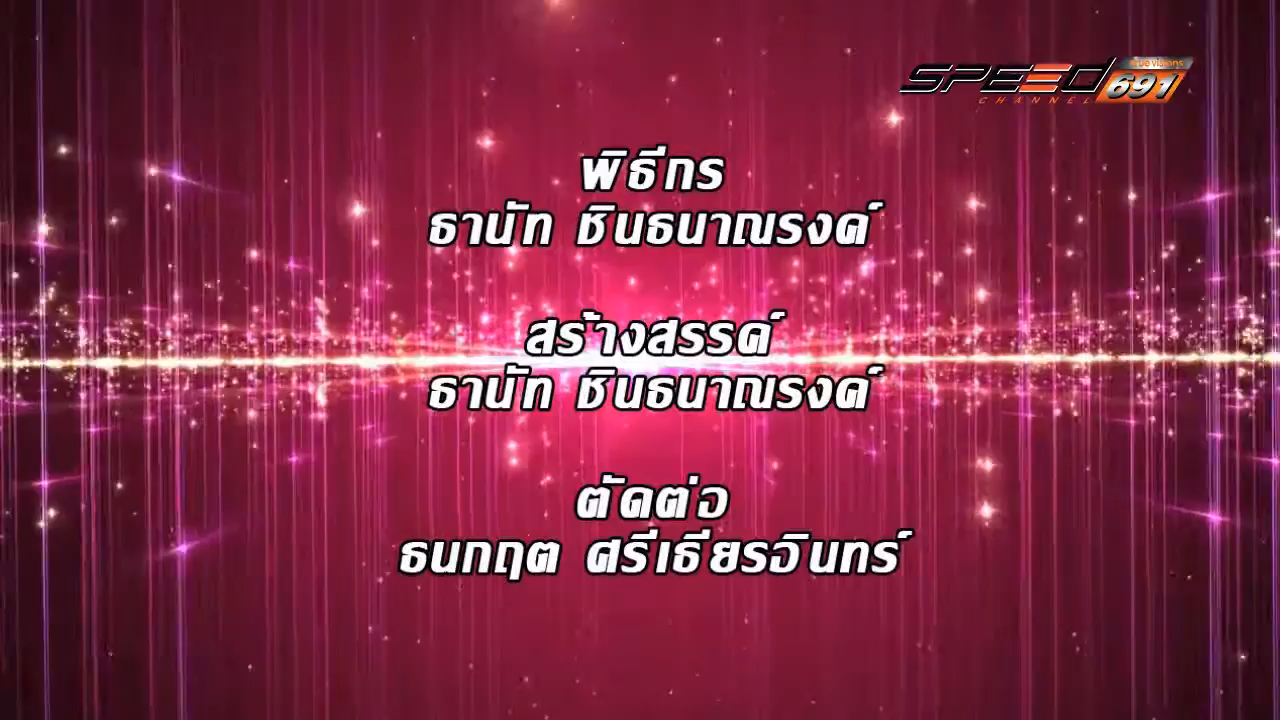 true visions
SPEED 691
CHANNEL
พิธีกร
ธานัท ชินธนาณรงค์
สร้างสรรค์
ธานัท ชินธนาณรงค์
ตัดต่อ
ธนกฤต ศรีเธียรอินทร์